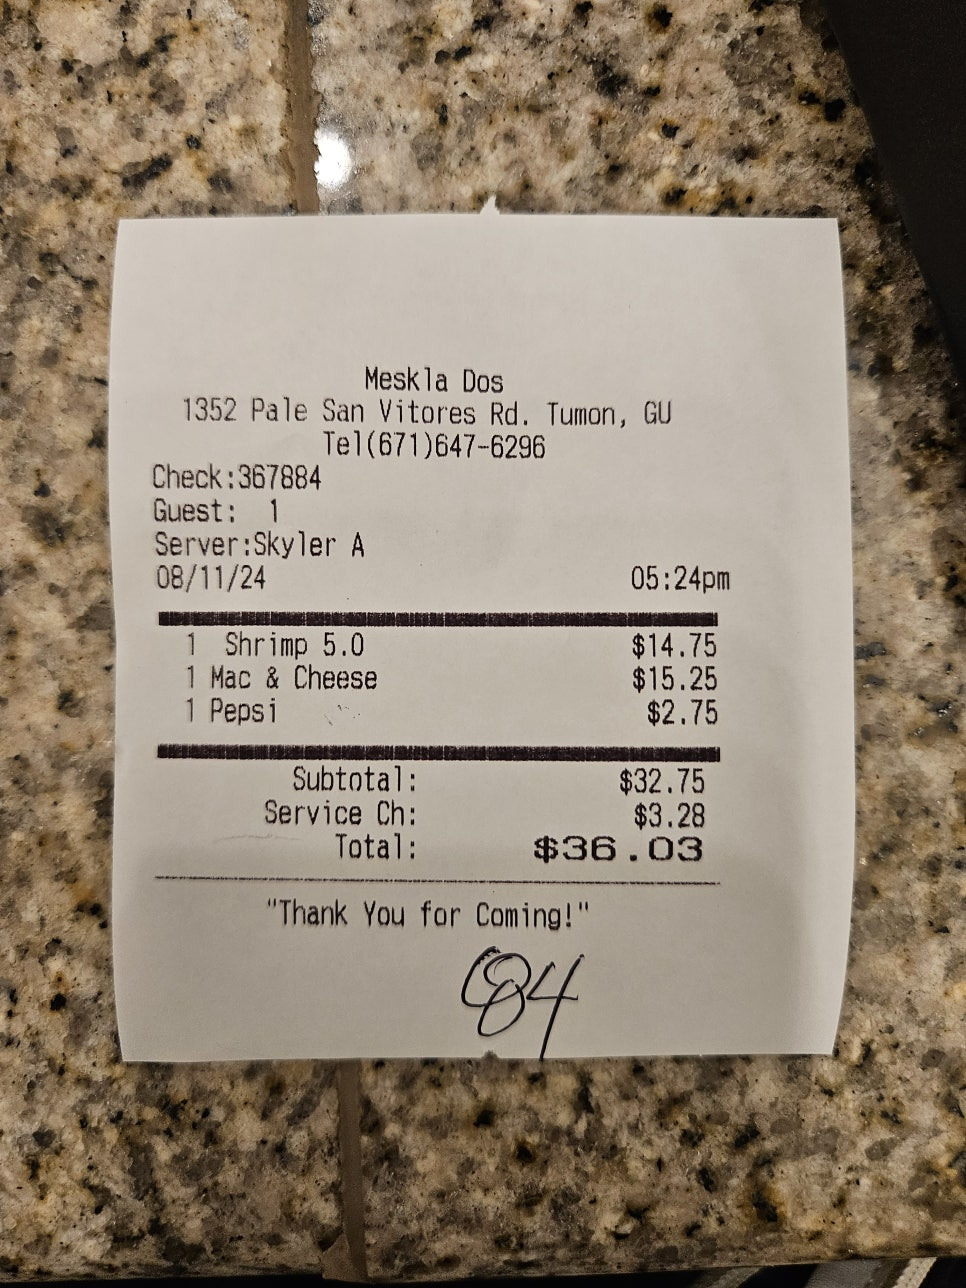 Meskla Dos
1352 Pale San Vitores Rd. Tumon, GU
Tel(671)647-6296
Check:367884
Guest: 1
Server:Skyler A
08/11/24 05:24pm
1 Shrimp 5.0 $14.75
1 Mac & Cheese $15.25
1 Pepsi $2.75
Subtotal: $32.75
Service Ch: $3.28
Total: $36.03
"Thank You for Coming!"
84